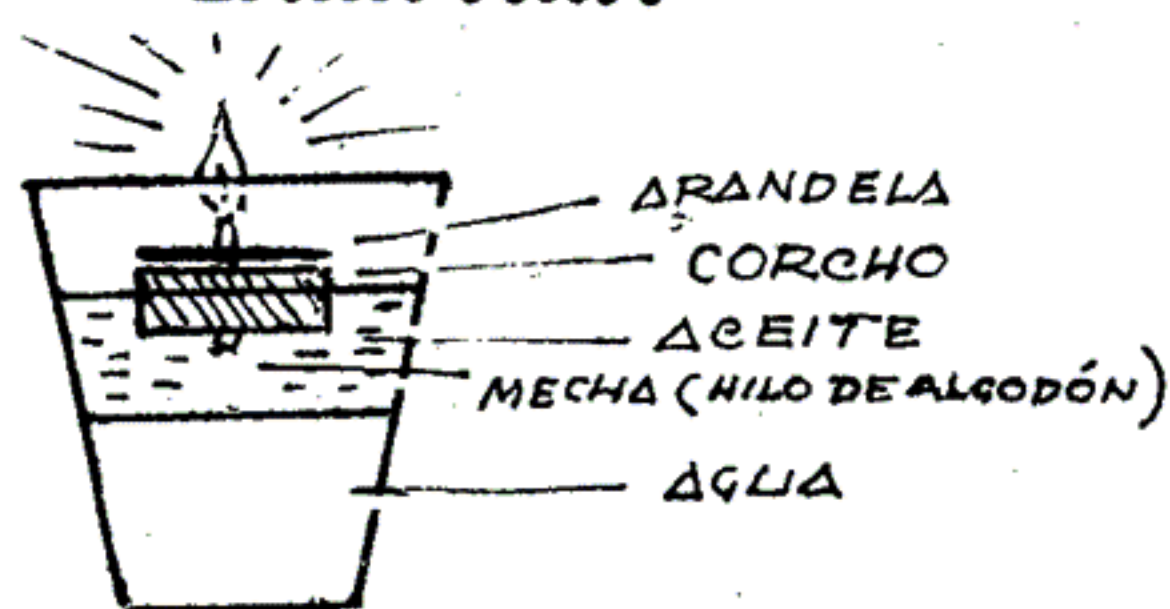 ARANDELA
CORCHO
ACEITE
MECHA (HILO DE ALGODÓN)
AGUA